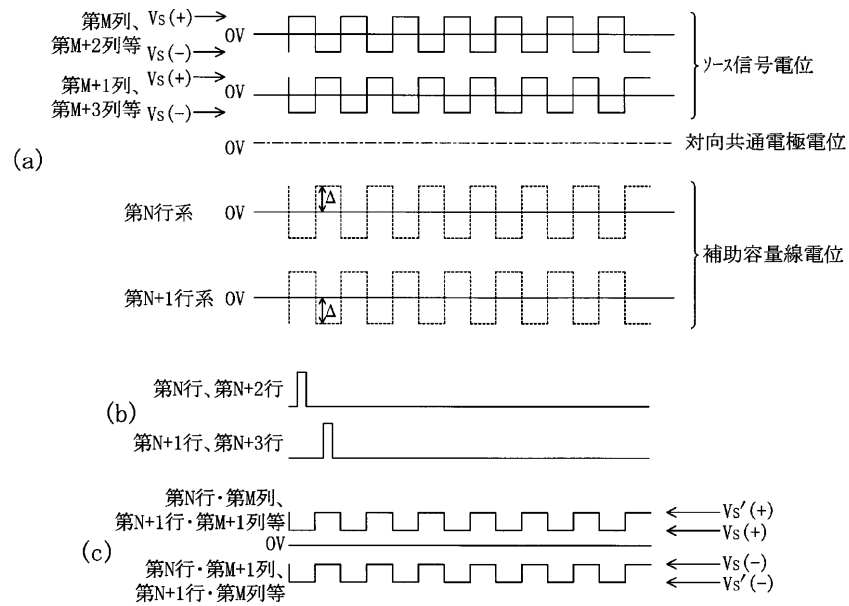 (a)
第M列、 Vs(+)
第M+2列等 Vs(-)
0V
第M+1列、 Vs(+)
第M+3列等 Vs(-)
0V
ソース信号電位
0V
対向共通電極電位
第N行系 0V
Δ
第N+1行系 0V
Δ
補助容量線電位
(b)
第N行、第N+2行
第N+1行、第N+3行
(c)
第N行・第M列、
第N+1行・第M+1列等
0V
第N行・第M+1列、
第N+1行・第M列等
Vs'(+)
Vs(+)
Vs(-)
Vs'(-)